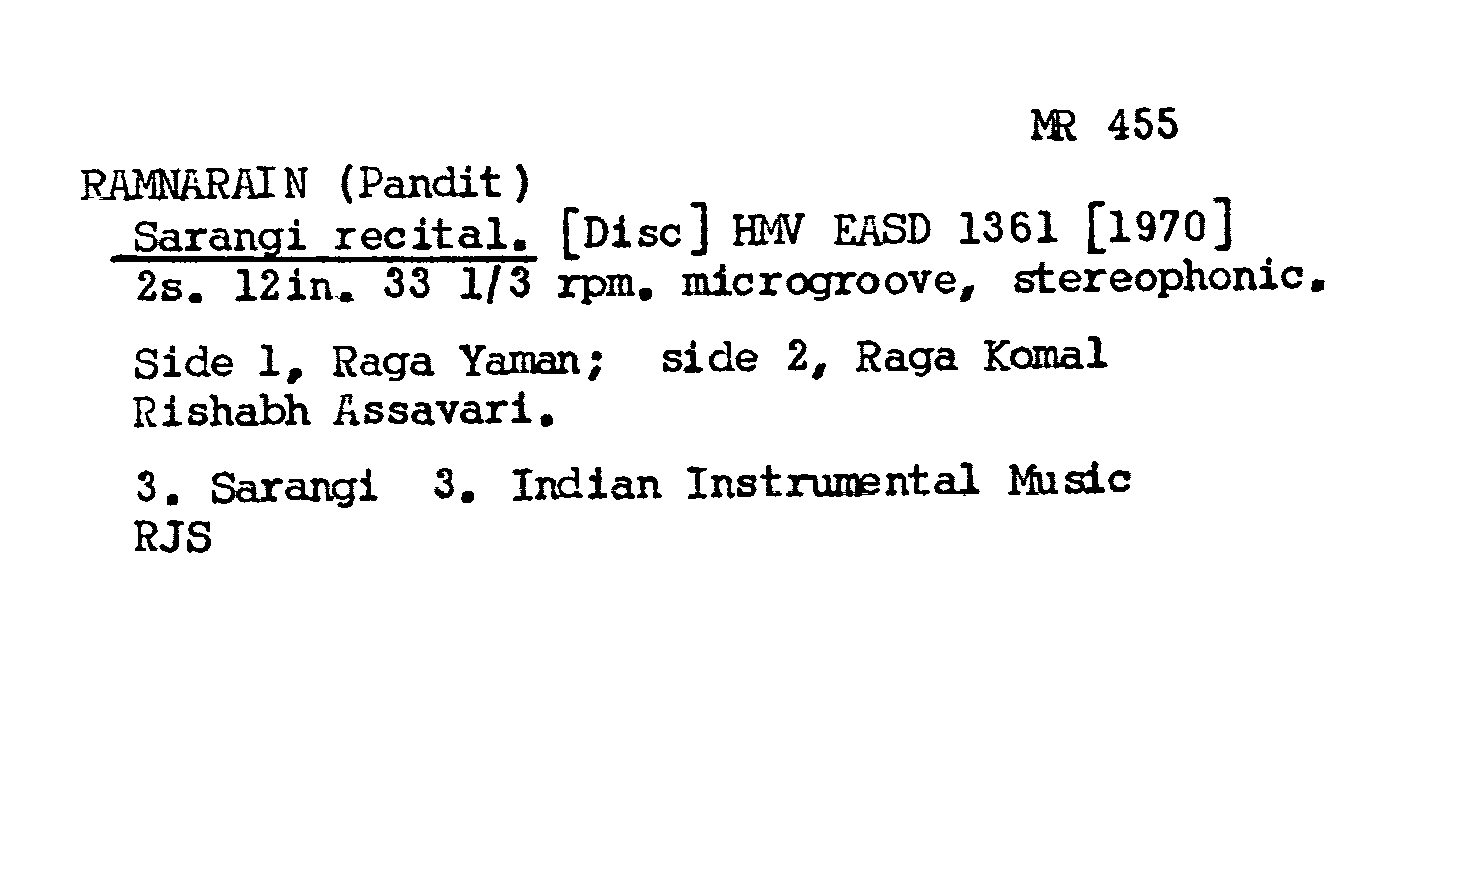 MR 455
RAMNARAIN (Pandit)
Sarangi recital. [Disc] HMV EASD 1361 [1970]
2s. 12in. 33 1/3 rpm. microgroove, stereophonic.
Side 1, Raga Yaman; side 2, Raga Komal
Rishabh Assavari.
3. Sarangi 3. Indian Instrumental Music
RJS